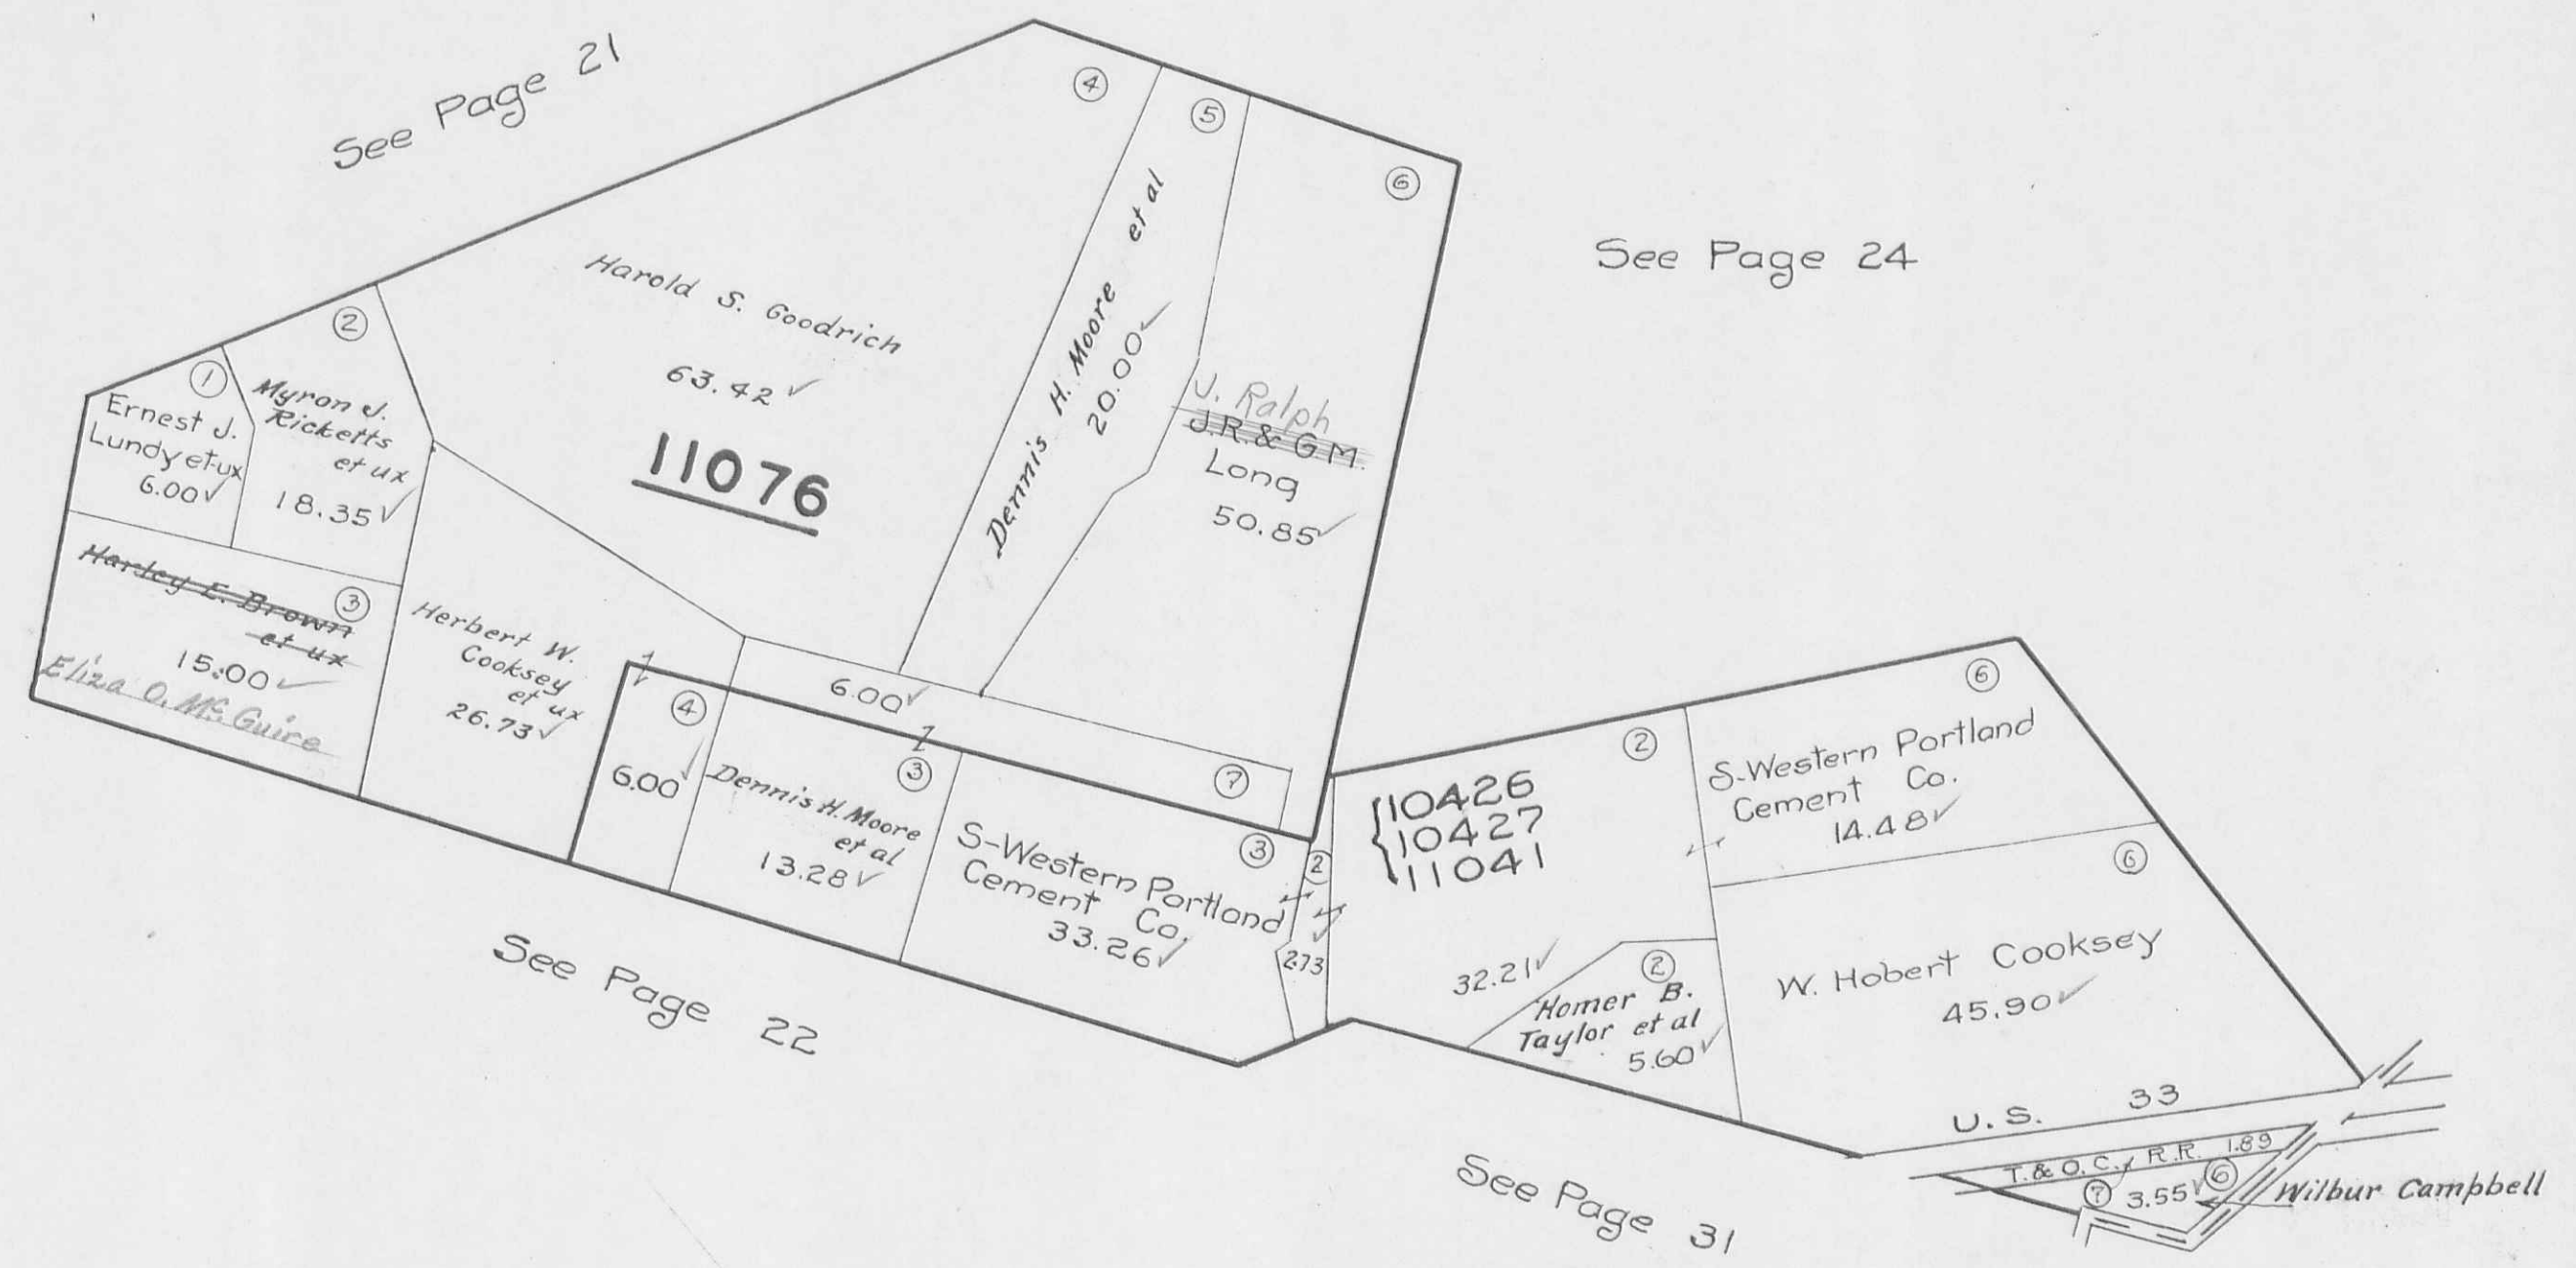 See Page 21
4
5
6
See Page 24
Harold S. Goodrich
63.42 ✓
11076
Dennis H. Moore et al
20.00 ✓
J. Ralph
J.R. & G.M.
Long
50.85 ✓
2
1
Myron J.
Ricketts
et ux
18.35 ✓
Ernest J.
Lundy et ux
6.00 ✓
Harley E. Brown
et ux
3
15.00 ✓
Eliza O. McGuire
Herbert W.
Cooksey
et ux
26.73 ✓
6.00 ✓
7
4
6.00 ✓
3
Dennis H. Moore
et al
13.28 ✓
3
S-Western Portland
Cement Co.
33.26 ✓
2
2.73
2
10426
10427
11041
32.21 ✓
2
Homer B.
Taylor et al
5.60 ✓
6
S-Western Portland
Cement Co.
14.48 ✓
6
W. Hobert Cooksey
45.90 ✓
See Page 22
U.S. 33
T. & O. C. R.R. 1.89
7
3.55 ✓
6
Wilbur Campbell
See Page 31